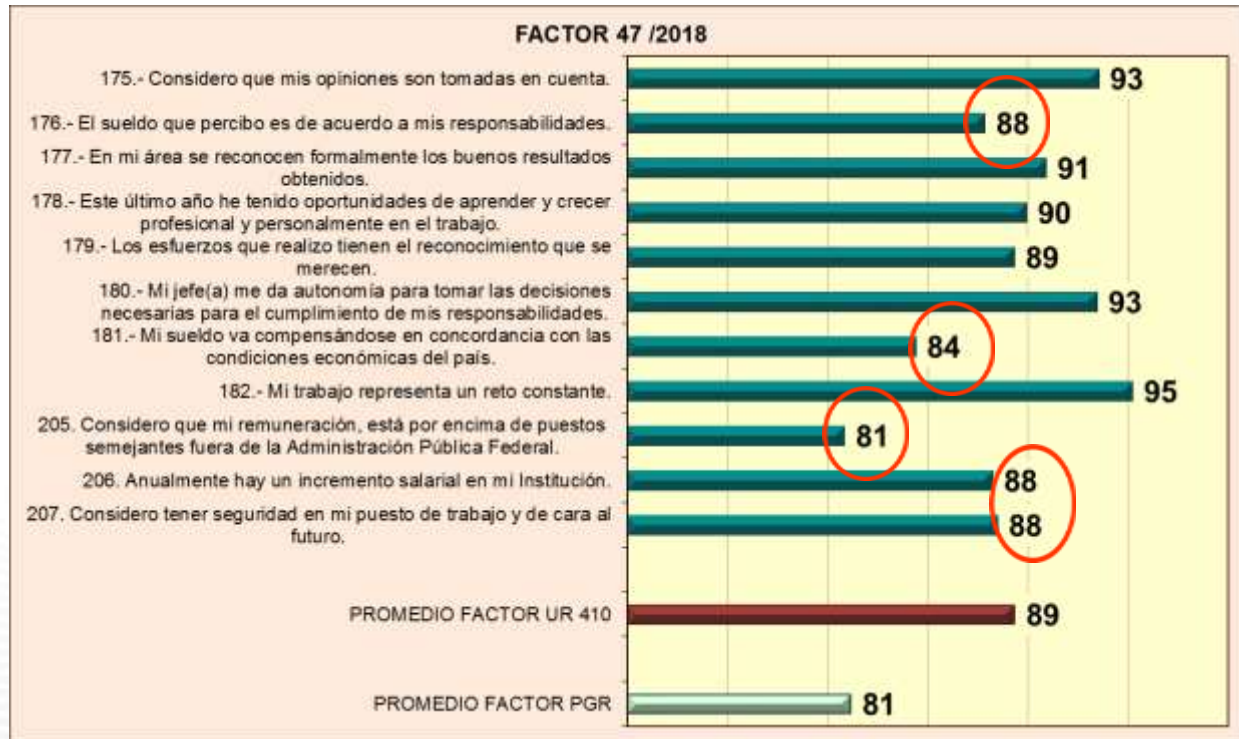 FACTOR 47 /2018
175.- Considero que mis opiniones son tomadas en cuenta.
93
176.- El sueldo que percibo es de acuerdo a mis responsabilidades.
88
177.- En mi área se reconocen formalmente los buenos resultados
obtenidos.
91
178.- Este último año he tenido oportunidades de aprender y crecer
profesional y personalmente en el trabajo.
90
179.- Los esfuerzos que realizo tienen el reconocimiento que se
merecen.
89
180.- Mi jefe(a) me da autonomía para tomar las decisiones
necesarias para el cumplimiento de mis responsabilidades.
93
181.- Mi sueldo va compensándose en concordancia con las
condiciones económicas del país.
84
182.- Mi trabajo representa un reto constante.
95
205. Considero que mi remuneración, está por encima de puestos
semejantes fuera de la Administración Pública Federal.
81
206. Anualmente hay un incremento salarial en mi Institución.
88
207. Considero tener seguridad en mi puesto de trabajo y de cara al
futuro.
88
PROMEDIO FACTOR UR 410
89
PROMEDIO FACTOR PGR
81